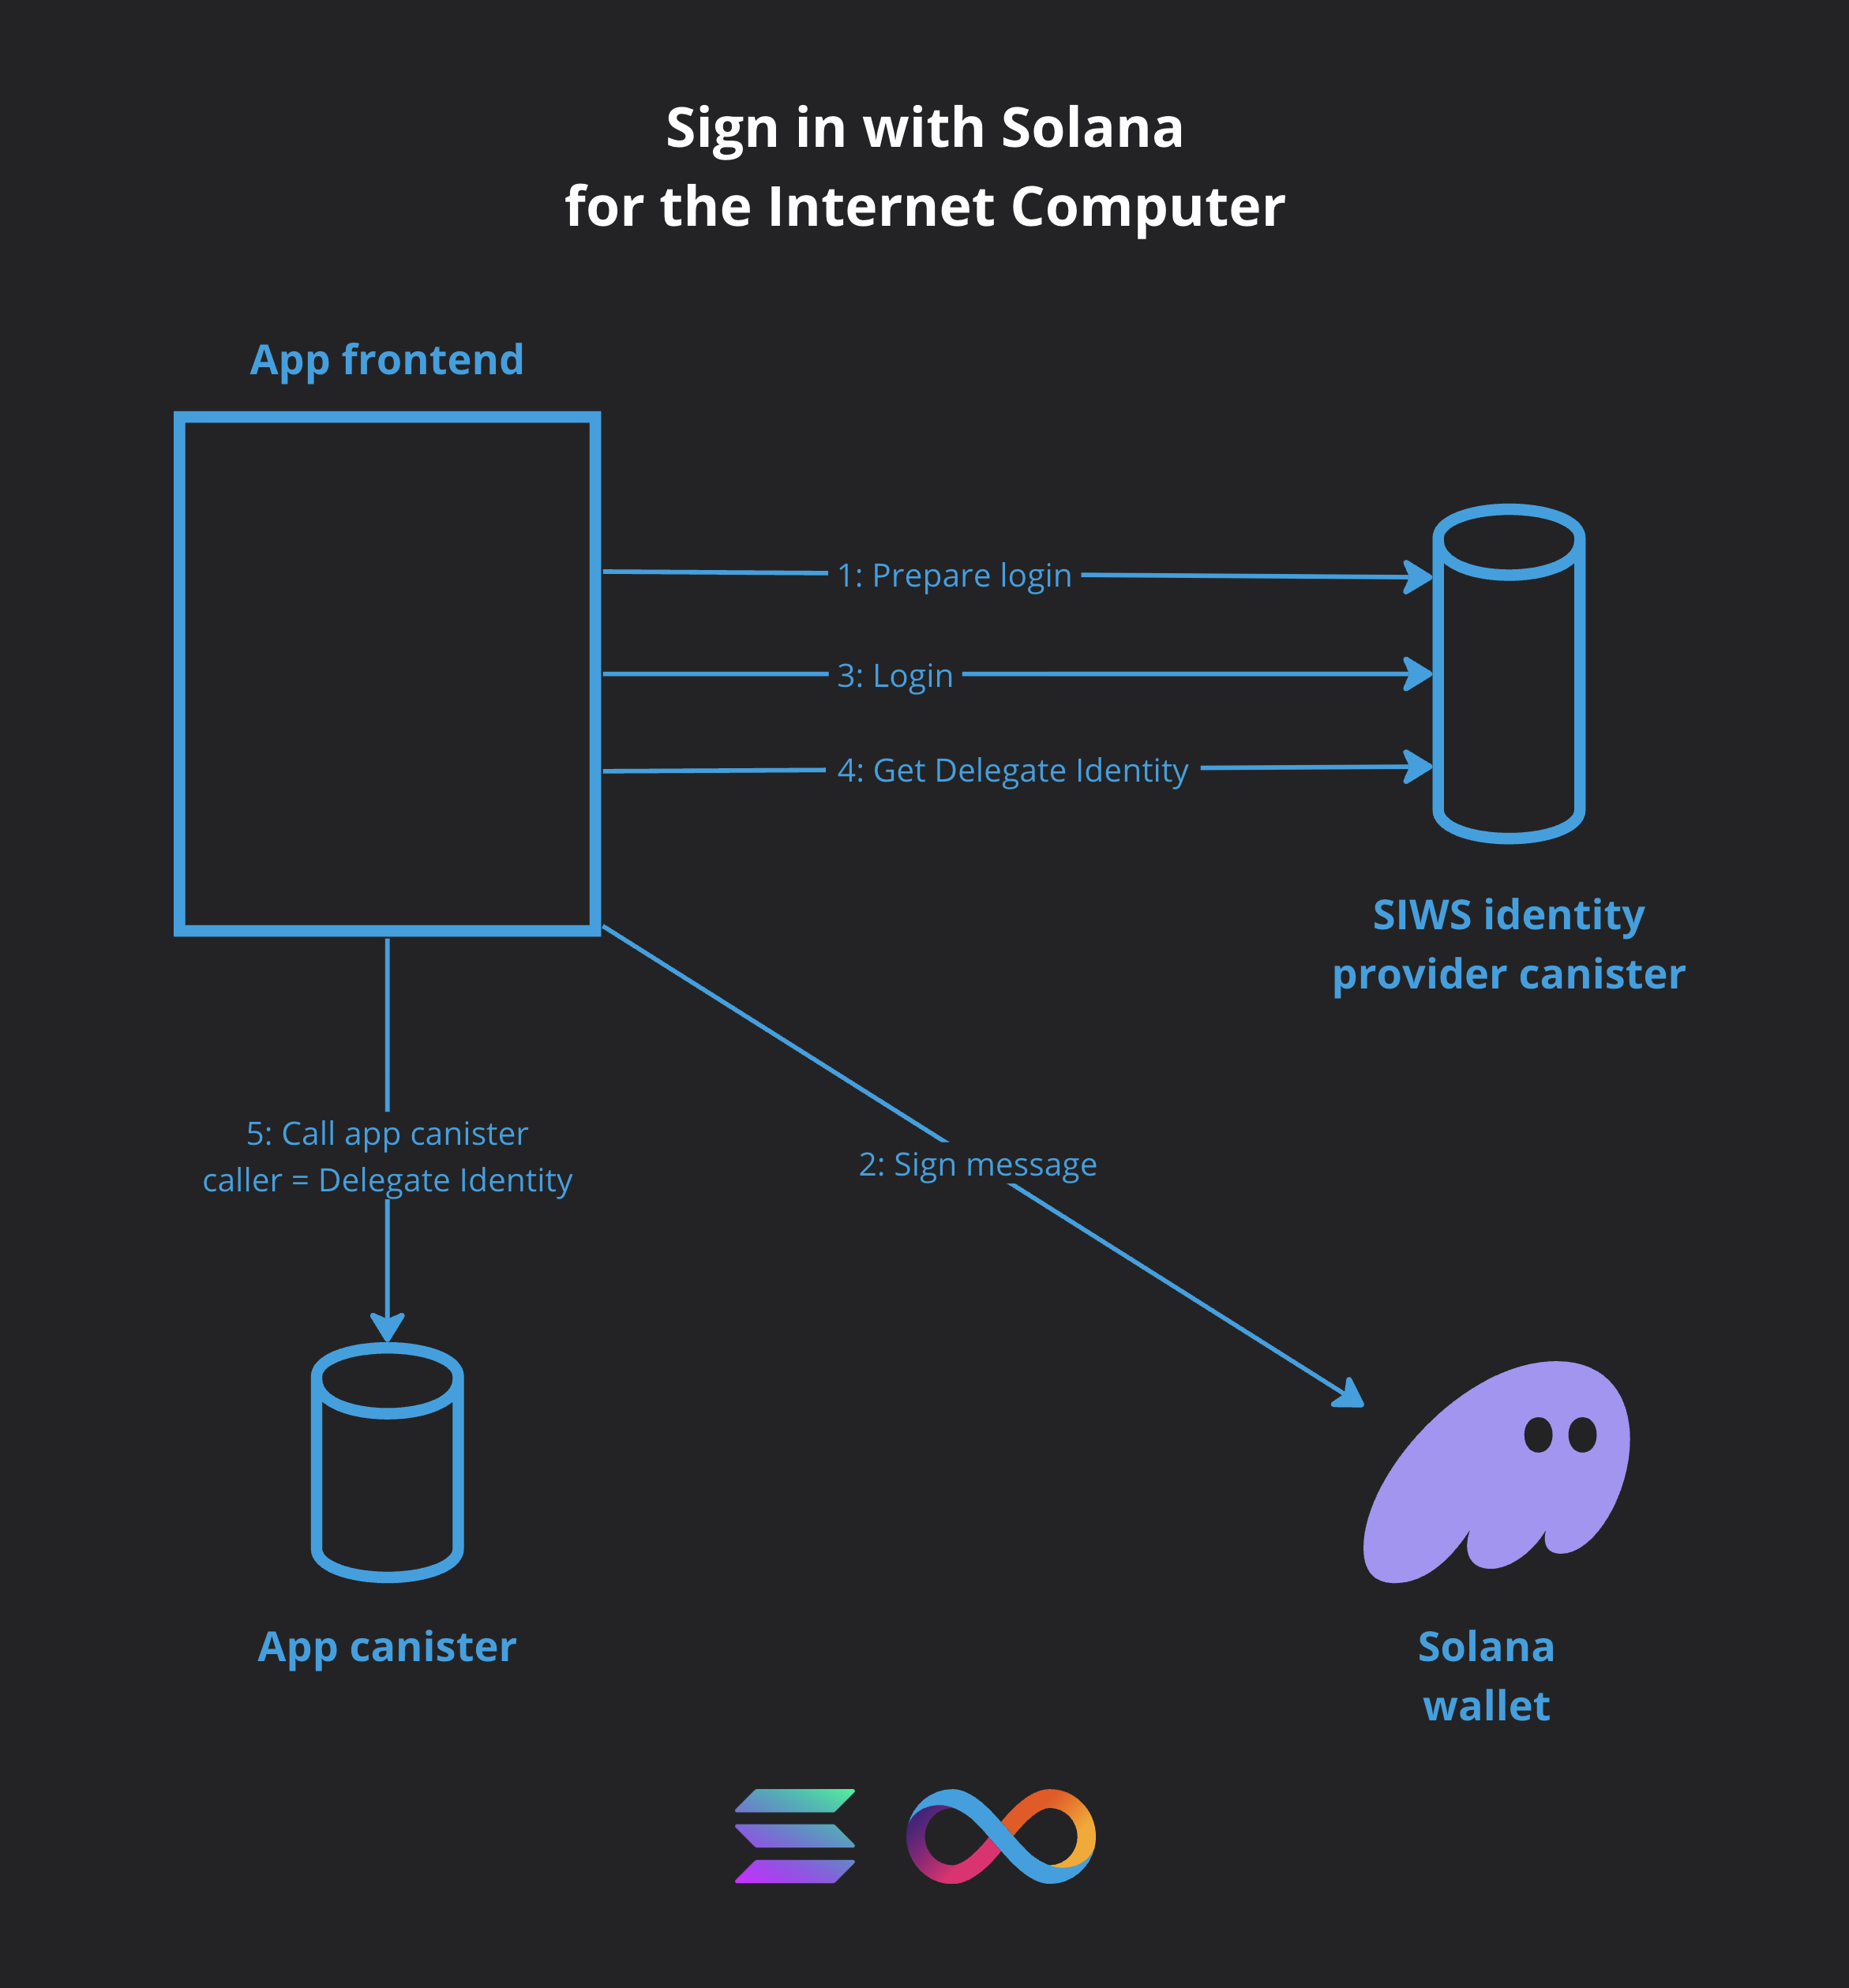 Sign in with Solana
for the Internet Computer
App frontend
1: Prepare login
3: Login
4: Get Delegate Identity
SIWS identity
provider canister
5: Call app canister
caller = Delegate Identity
2: Sign message
App canister
Solana
wallet